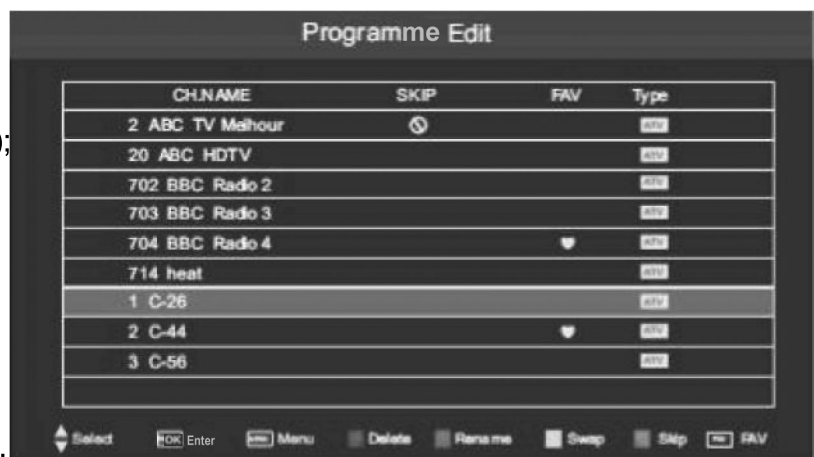 Programme Edit
CH.NAME SKIP FAV Type
2 ABC TV Melhour ATV
20 ABC HDTV ATV
702 BBC Radio 2 ATV
703 BBC Radio 3 ATV
704 BBC Radio 4 ATV
714 heat ATV
1 C-26 ATV
2 C-44 ATV
3 C-56 ATV
);
Select OK Enter Menu Delete Rename Swap Skip FAV
.